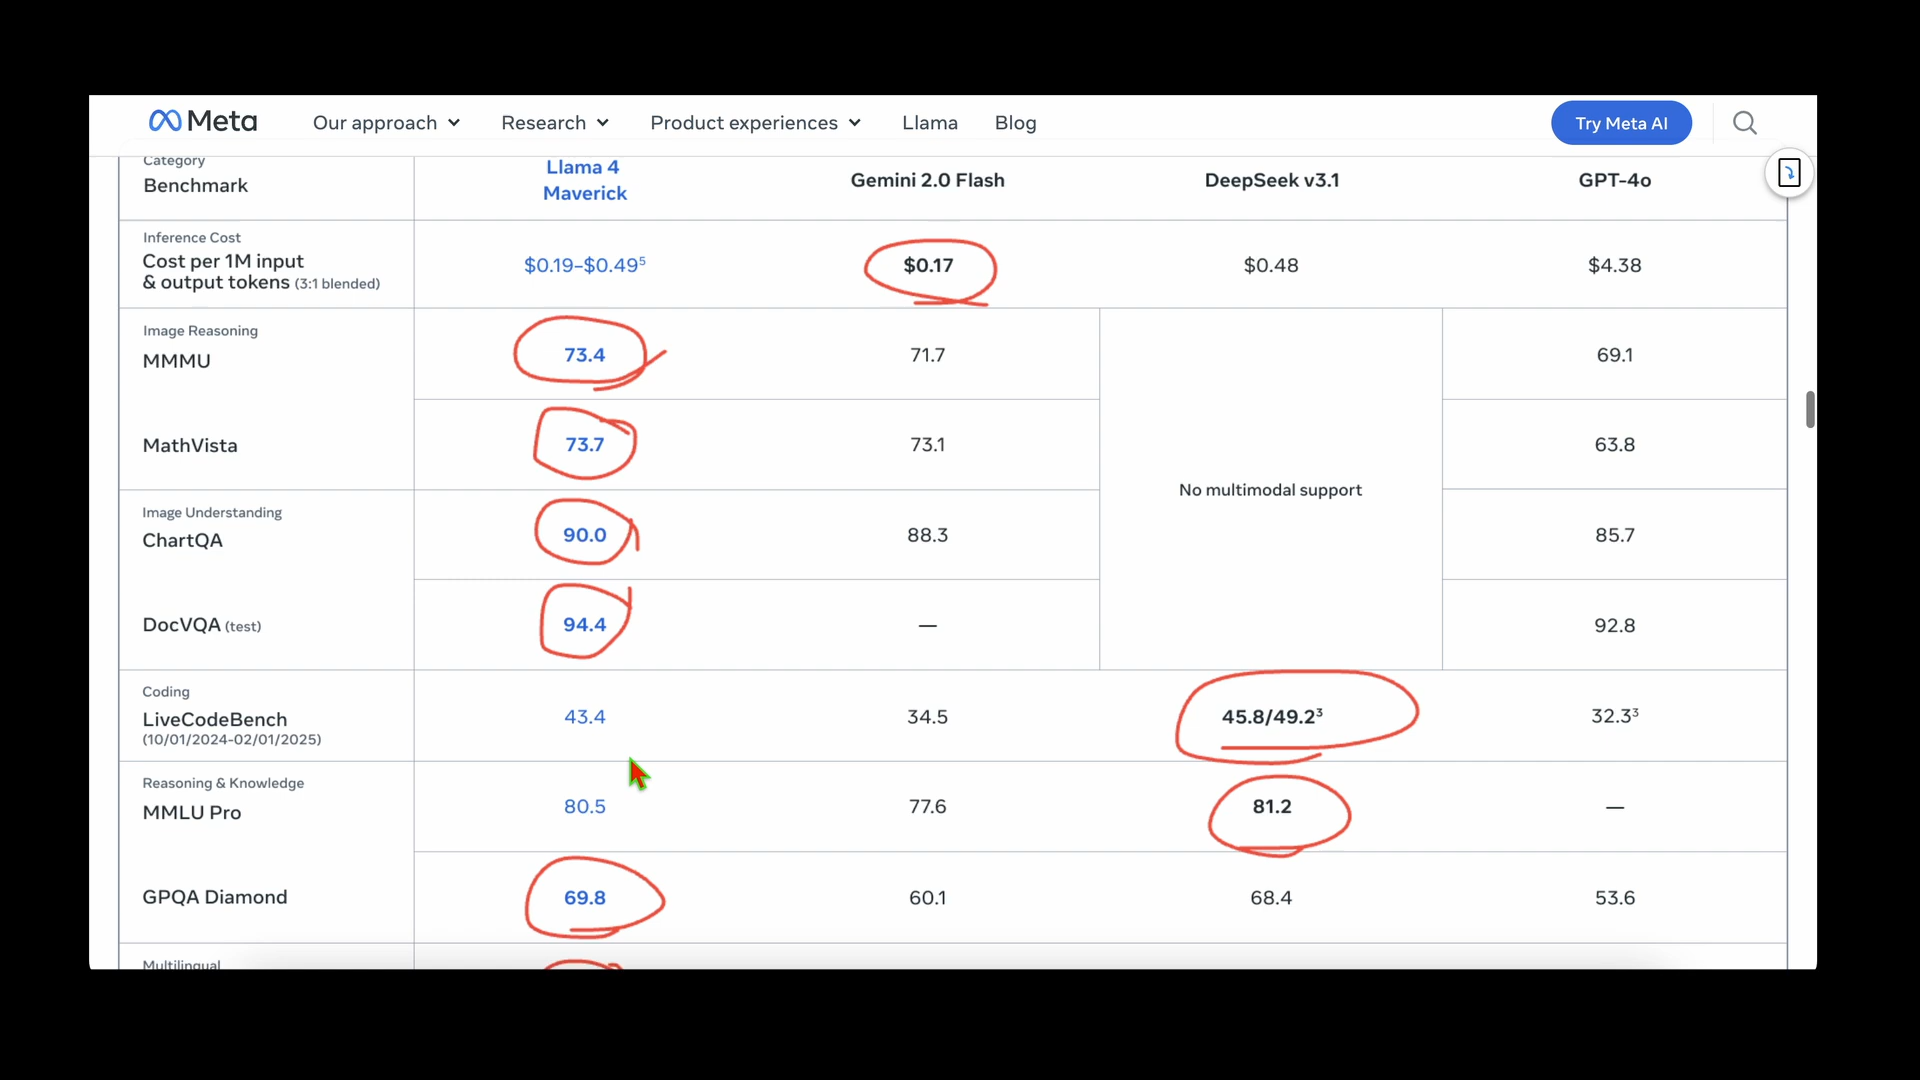 Meta
Our approach
Research
Product experiences
Llama
Blog
Try Meta AI
Category
Benchmark
Llama 4
Maverick
Gemini 2.0 Flash
DeepSeek v3.1
GPT-4o
Inference Cost
Cost per 1M input
& output tokens (3:1 blended)
$0.19–$0.49⁵
$0.17
$0.48
$4.38
Image Reasoning
MMMU
73.4
71.7
No multimodal support
69.1
MathVista
73.7
73.1
63.8
Image Understanding
ChartQA
90.0
88.3
85.7
DocVQA (test)
94.4
—
92.8
Coding
LiveCodeBench
(10/01/2024-02/01/2025)
43.4
34.5
45.8/49.2³
32.3³
Reasoning & Knowledge
MMLU Pro
80.5
77.6
81.2
—
GPQA Diamond
69.8
60.1
68.4
53.6
Multilingual